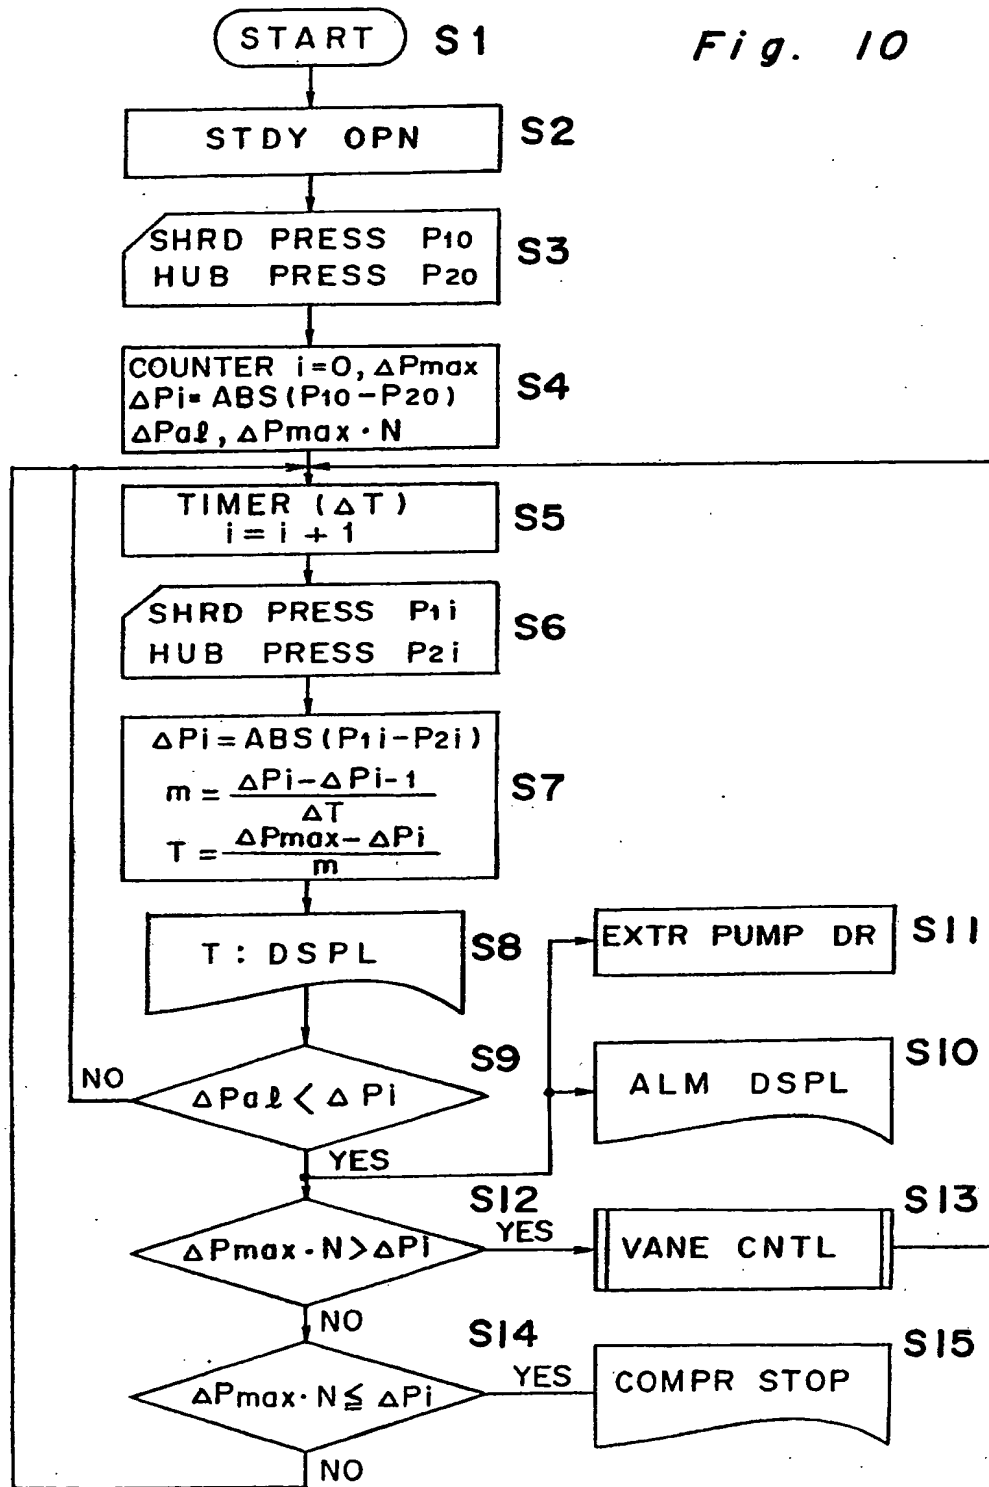 START S1
Fig. 10
STDY OPN S2
SHRD PRESS P10
HUB PRESS P20
S3
COUNTER i=0, ΔPmax
ΔPi=ABS(P10-P20)
ΔPal, ΔPmax·N
S4
TIMER (ΔT)
i = i + 1
S5
SHRD PRESS P1i
HUB PRESS P2i
S6
ΔPi=ABS(P1i-P2i)
m = ΔPi-ΔPi-1 / ΔT
T = ΔPmax-ΔPi / m
S7
T: DSPL S8
EXTR PUMP DR S11
ΔPal < ΔPi S9
NO
YES
ALM DSPL S10
ΔPmax·N>ΔPi S12
YES
NO
VANE CNTL S13
ΔPmax·N≦ΔPi S14
YES
NO
COMPR STOP S15